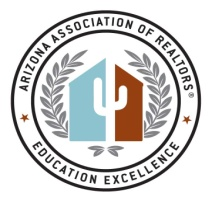 ARIZONA ASSOCIATION OF REALTORS®
EDUCATION EXCELLENCE